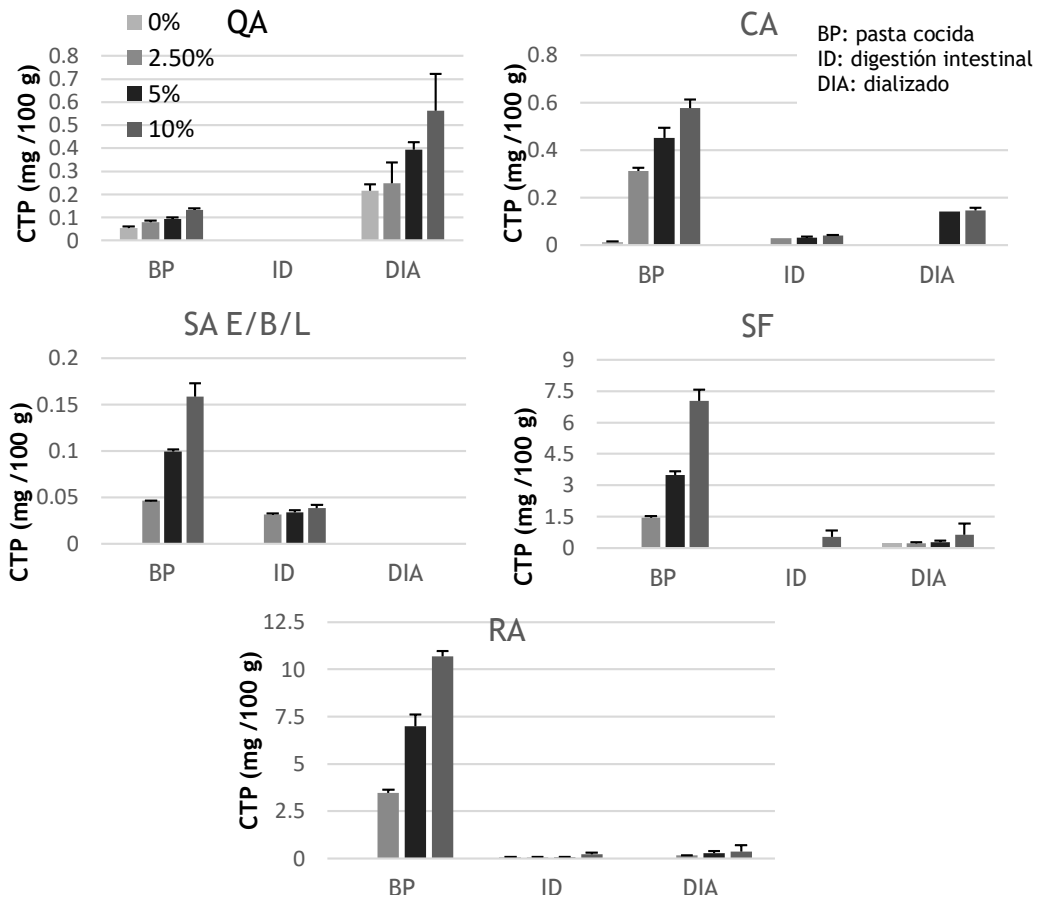 0%
2.50%
5%
10%
QA
CTP (mg /100 g)
0.8
0.7
0.6
0.5
0.4
0.3
0.2
0.1
0
BP ID DIA
CA
BP: pasta cocida
ID: digestión intestinal
DIA: dializado
CTP (mg /100 g)
0.8
0.6
0.4
0.2
0
BP ID DIA
SA E/B/L
CTP (mg /100 g)
0.2
0.15
0.1
0.05
0
BP ID DIA
SF
CTP (mg /100 g)
9
7.5
6
4.5
3
1.5
0
BP ID DIA
RA
CTP (mg /100 g)
12.5
10
7.5
5
2.5
0
BP ID DIA